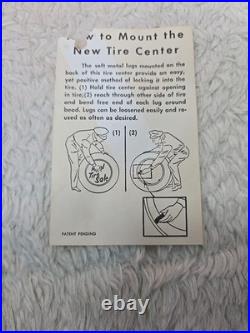 w to Mount the
New Tire Center
The soft metal lugs mounted on the
back of this tire center provide an easy,
yet positive method of locking it into the
tire. (1) Hold tire center against opening
in tire, (2) reach through other side of tire
and bend free end of each lug around
bead. Lugs can be loosened easily and re-
used as often as desired.
(1)
(2)
PATENT PENDING